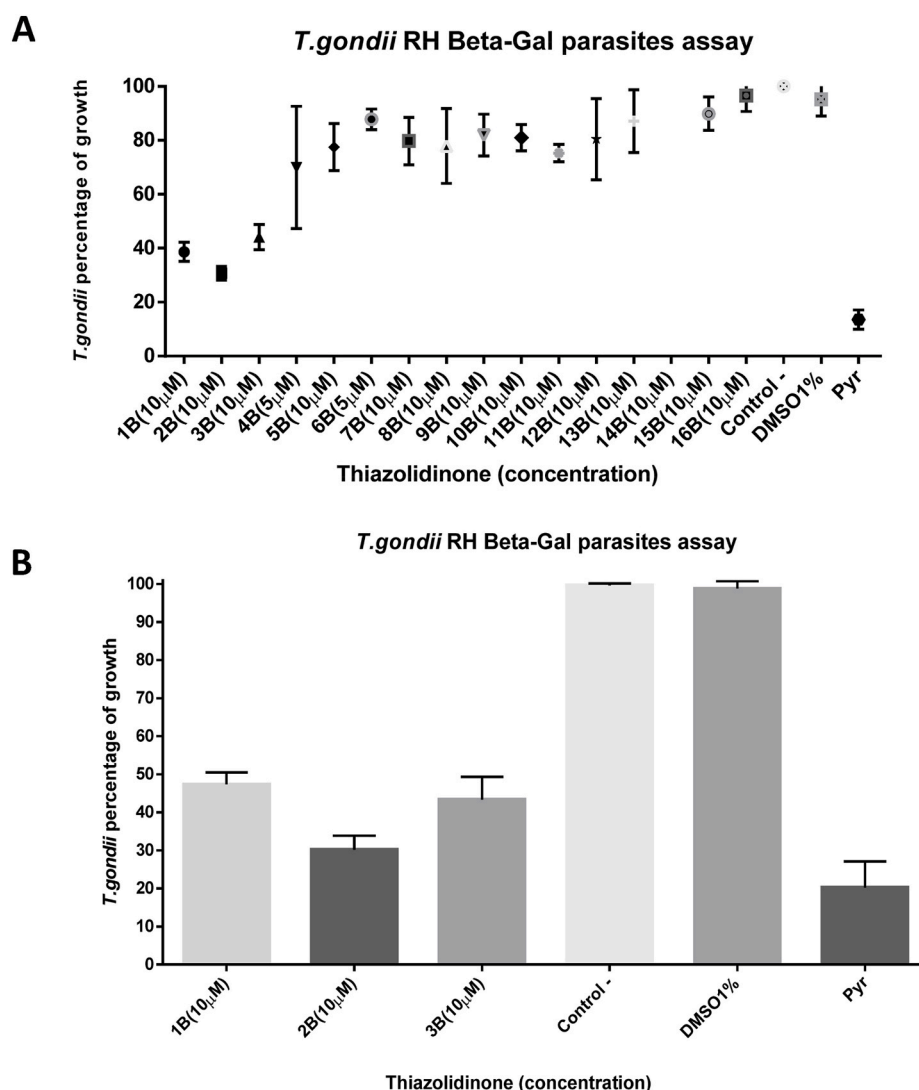 A
T.gondii RH Beta-Gal parasites assay
T.gondii percentage of growth
100
80
60
40
20
0
1B(10μM)
2B(10μM)
3B(10μM)
4B(5μM)
5B(10μM)
6B(5μM)
7B(10μM)
8B(10μM)
9B(10μM)
10B(10μM)
11B(10μM)
12B(10μM)
13B(10μM)
14B(10μM)
15B(10μM)
16B(10μM)
Control -
DMSO1%
Pyr
Thiazolidinone (concentration)
B
T.gondii RH Beta-Gal parasites assay
T.gondii percentage of growth
100
90
80
70
60
50
40
30
20
10
0
1B(10μM)
2B(10μM)
3B(10μM)
Control -
DMSO1%
Pyr
Thiazolidinone (concentration)